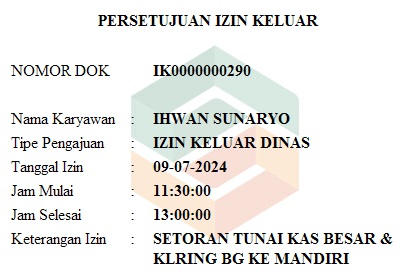 PERSETUJUAN IZIN KELUAR
NOMOR DOK IK0000000290
Nama Karyawan : IHWAN SUNARYO
Tipe Pengajuan : IZIN KELUAR DINAS
Tanggal Izin : 09-07-2024
Jam Mulai : 11:30:00
Jam Selesai : 13:00:00
Keterangan Izin : SETORAN TUNAI KAS BESAR &
KLRING BG KE MANDIRI